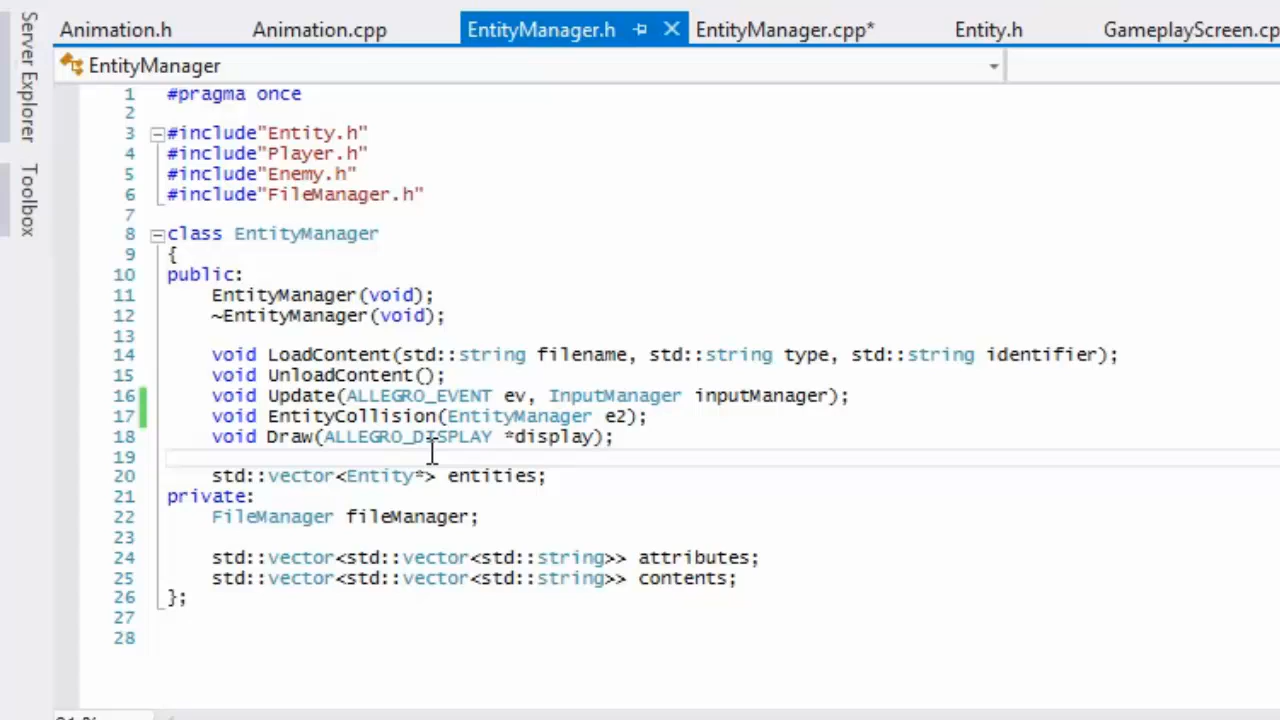 Server Explorer
Toolbox
Animation.h Animation.cpp EntityManager.h EntityManager.cpp* Entity.h GameplayScreen.cp
EntityManager
1 #pragma once
2
3 #include"Entity.h"
4 #include"Player.h"
5 #include"Enemy.h"
6 #include"FileManager.h"
7
8 class EntityManager
9 {
10 public:
11 EntityManager(void);
12 ~EntityManager(void);
13
14 void LoadContent(std::string filename, std::string type, std::string identifier);
15 void UnloadContent();
16 void Update(ALLEGRO_EVENT ev, InputManager inputManager);
17 void EntityCollision(EntityManager e2);
18 void Draw(ALLEGRO_DISPLAY *display);
19
20 std::vector<Entity*> entities;
21 private:
22 FileManager fileManager;
23
24 std::vector<std::vector<std::string>> attributes;
25 std::vector<std::vector<std::string>> contents;
26 };
27
28